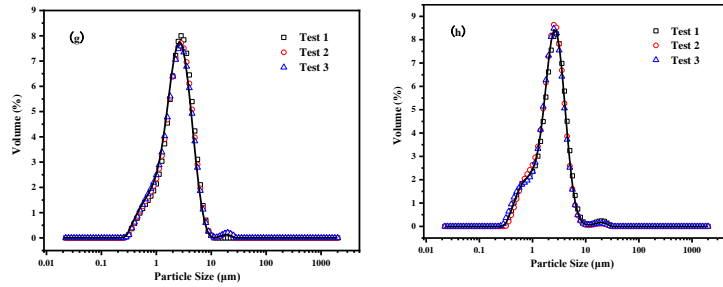 (g)
Test 1
Test 2
Test 3
Volume (%)
9
8
7
6
5
4
3
2
1
0
0.01
0.1
1
10
100
1000
Particle Size (μm)
(h)
Test 1
Test 2
Test 3
Volume (%)
9
8
7
6
5
4
3
2
1
0
0.01
0.1
1
10
100
1000
Particle Size (μm)